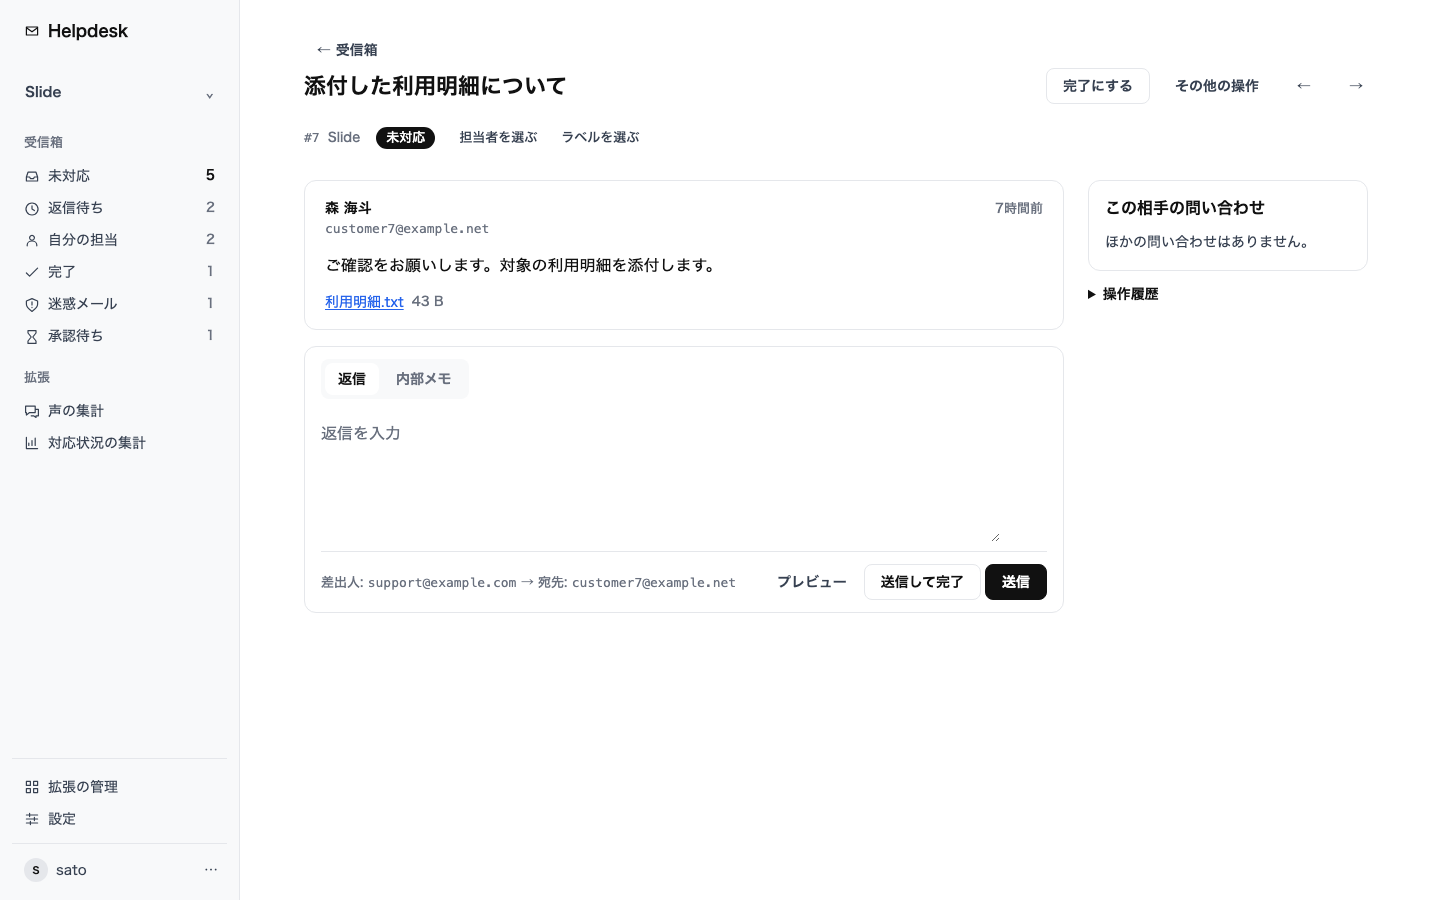 Helpdesk
Slide
受信箱
未対応 5
返信待ち 2
自分の担当 2
完了 1
迷惑メール 1
承認待ち 1
拡張
声の集計
対応状況の集計
拡張の管理
設定
S sato ...
← 受信箱
添付した利用明細について
完了にする その他の操作 ← →
#7 Slide 未対応 担当者を選ぶ ラベルを選ぶ
森 海斗 7時間前
customer7@example.net
ご確認をお願いします。対象の利用明細を添付します。
利用明細.txt 43 B
返信 内部メモ
返信を入力
差出人: support@example.com → 宛先: customer7@example.net プレビュー 送信して完了 送信
この相手の問い合わせ
ほかの問い合わせはありません。
▶ 操作履歴